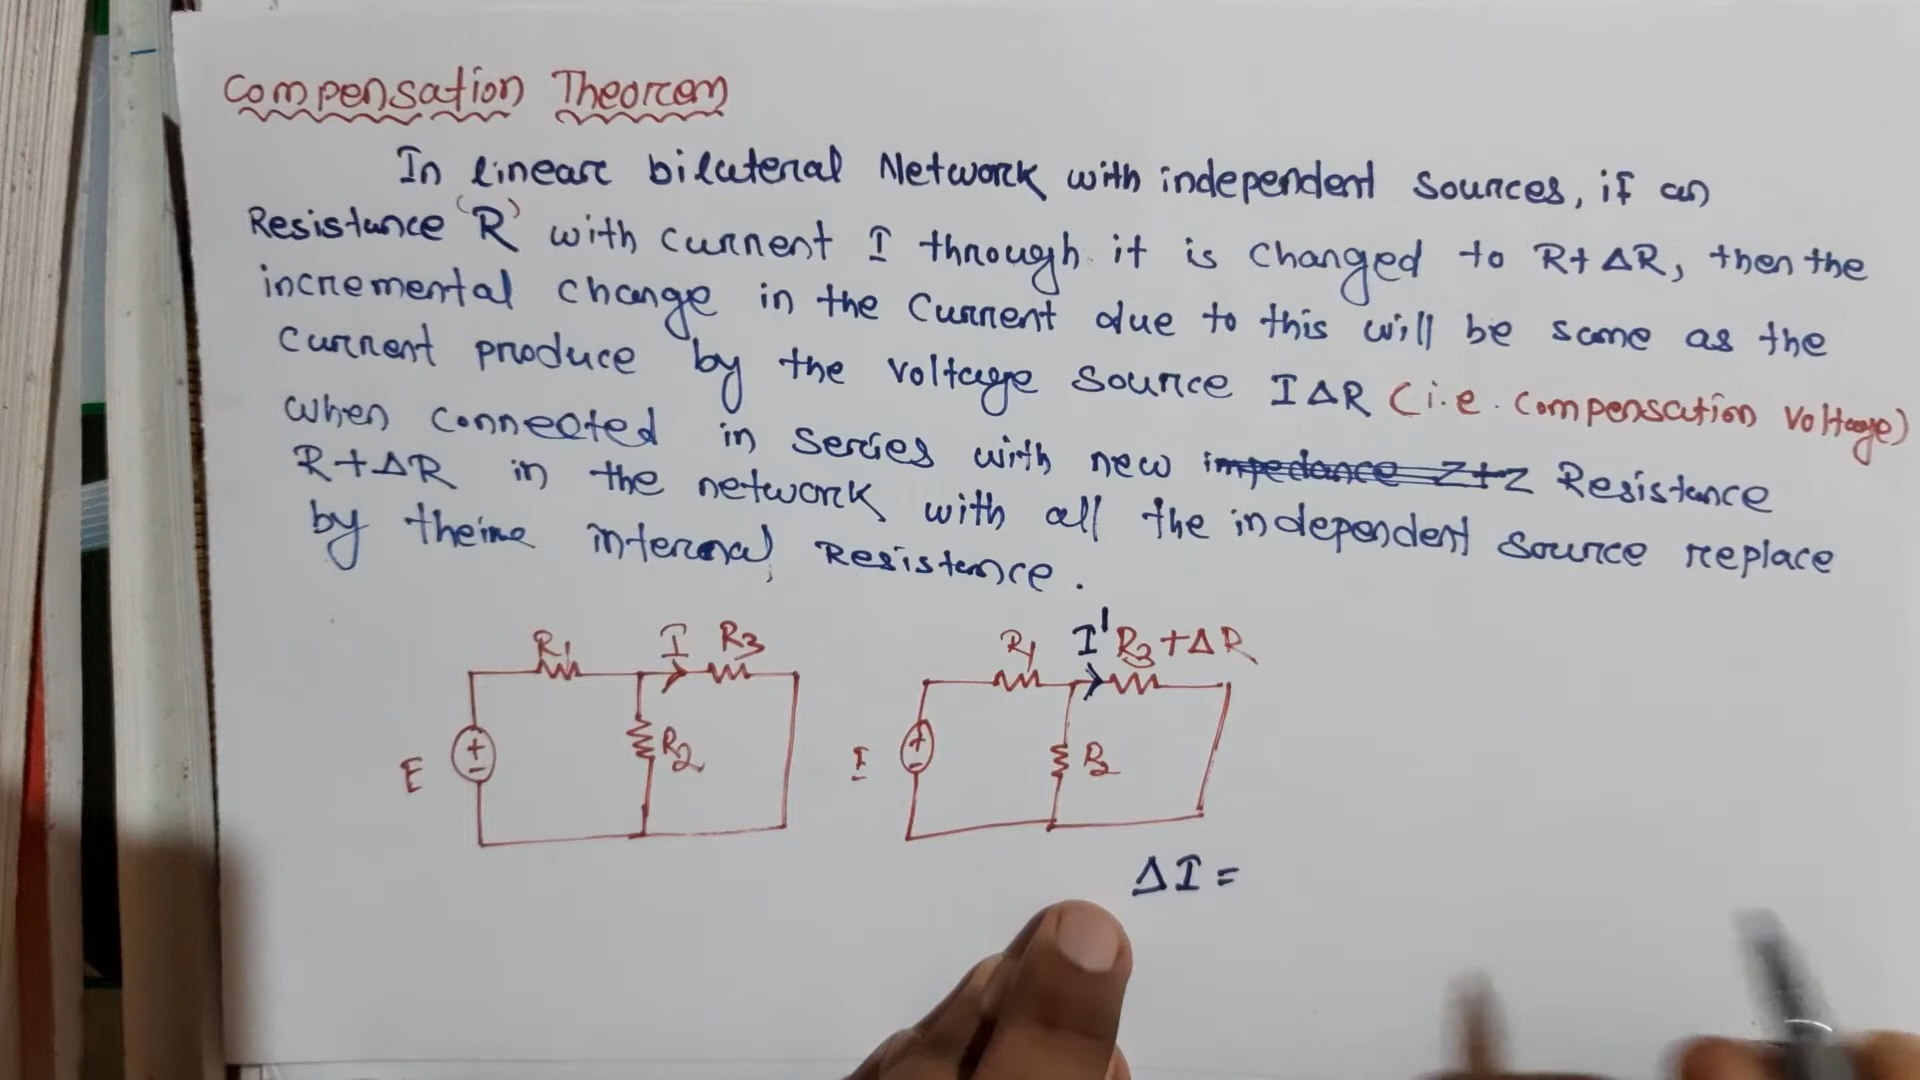 Compensation Theorem
In linear bilateral Network with independent sources, if an
Resistance 'R' with current I through it is changed to R+ΔR, then the
incremental change in the current due to this will be same as the
current produce by the voltage source IΔR (i.e. compensation voltage)
when connected in series with new impedance Z+Z Resistance
R+ΔR in the network with all the independent source replace
by theire internal Resistance.
R1 I R3
R1 I' R3+ΔR
E R2
R2
ΔI =